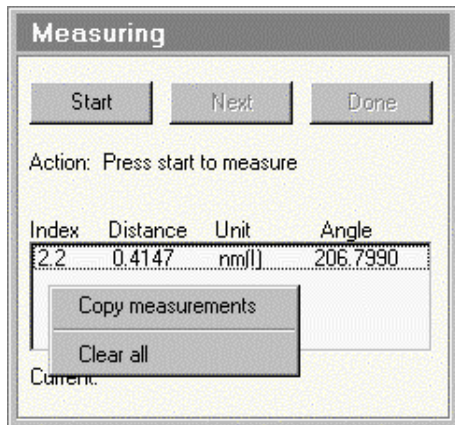 Measuring
Start Next Done
Action: Press start to measure
Index Distance Unit Angle
2.2 0.4147 nm(l) 206.7990
Copy measurements
Clear all
Current: